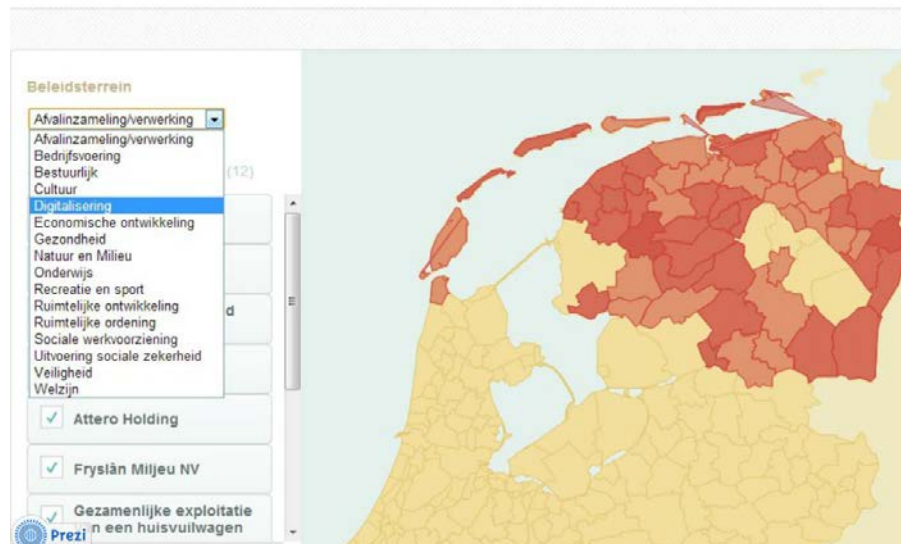 Beleidsterrein
Afvalinzameling/verwerking
Afvalinzameling/verwerking
Bedrijfsvoering
Bestuurlijk
(12)
Cultuur
Digitalisering
Economische ontwikkeling
Gezondheid
Natuur en Milieu
Onderwijs
Recreatie en sport
Ruimtelijke ontwikkeling
d
Ruimtelijke ordening
Sociale werkvoorziening
Uitvoering sociale zekerheid
Veiligheid
Welzijn
Attero Holding
Fryslân Miljeu NV
Gezamenlijke exploitatie
van een huisvuilwagen
Prezi